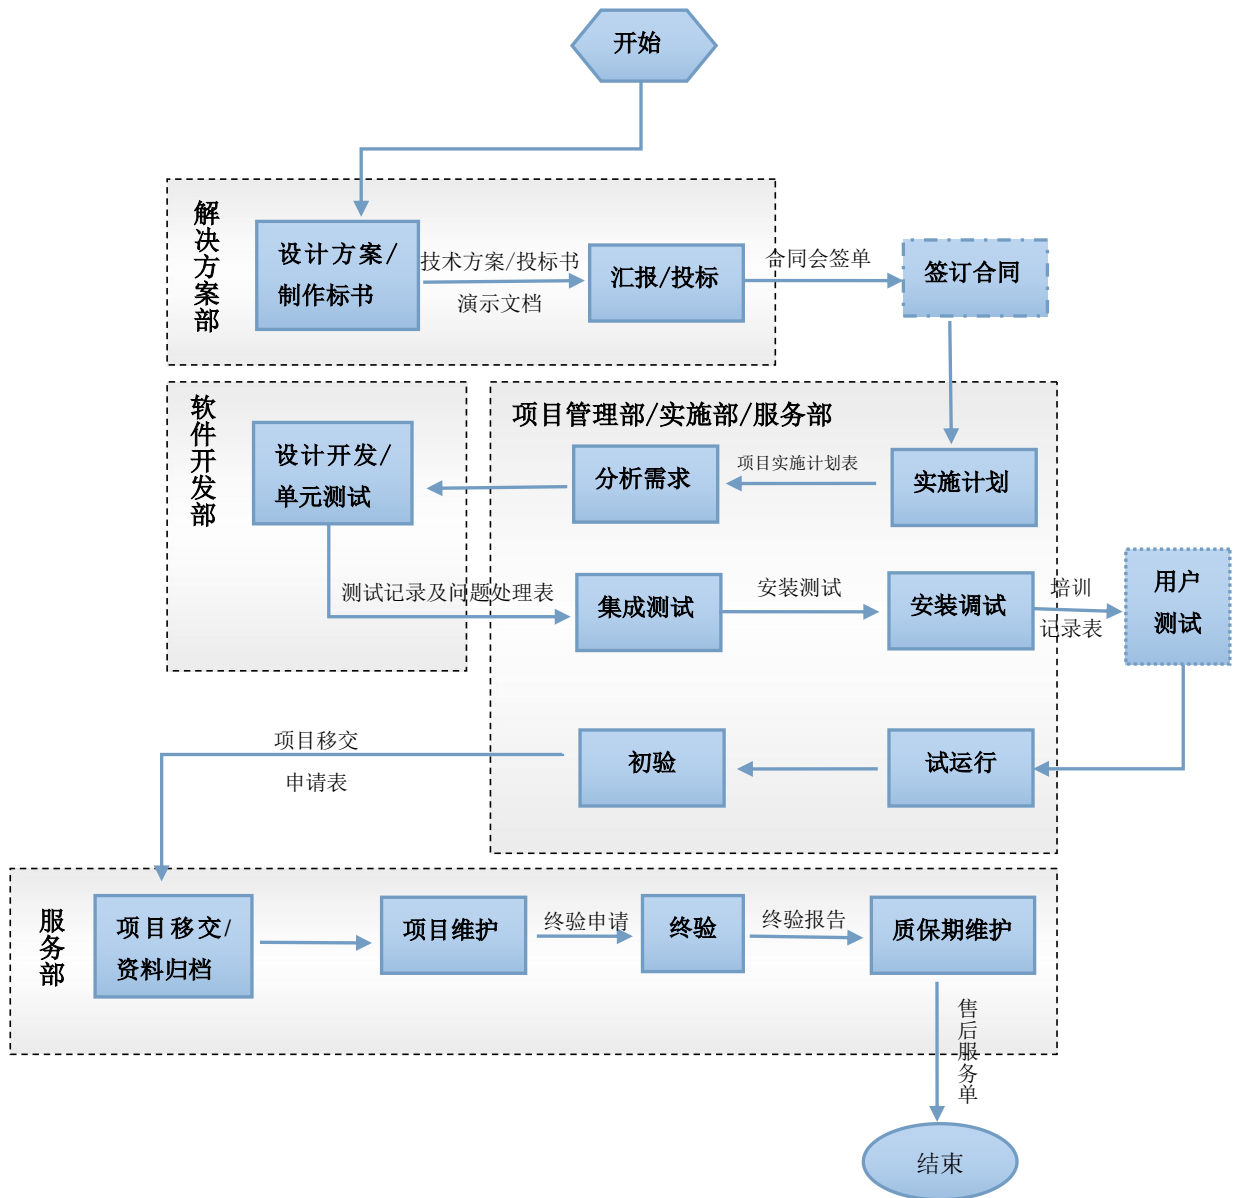 开始
解决方案部
设计方案/
制作标书
技术方案/投标书
演示文档
汇报/投标
合同会签单
签订合同
软件开发部
设计开发/
单元测试
项目管理部/实施部/服务部
分析需求
项目实施计划表
实施计划
测试记录及问题处理表
集成测试
安装测试
安装调试
培训
记录表
用户
测试
项目移交
申请表
初验
试运行
服务部
项目移交/
资料归档
项目维护
终验申请
终验
终验报告
质保期维护
售后服务单
结束